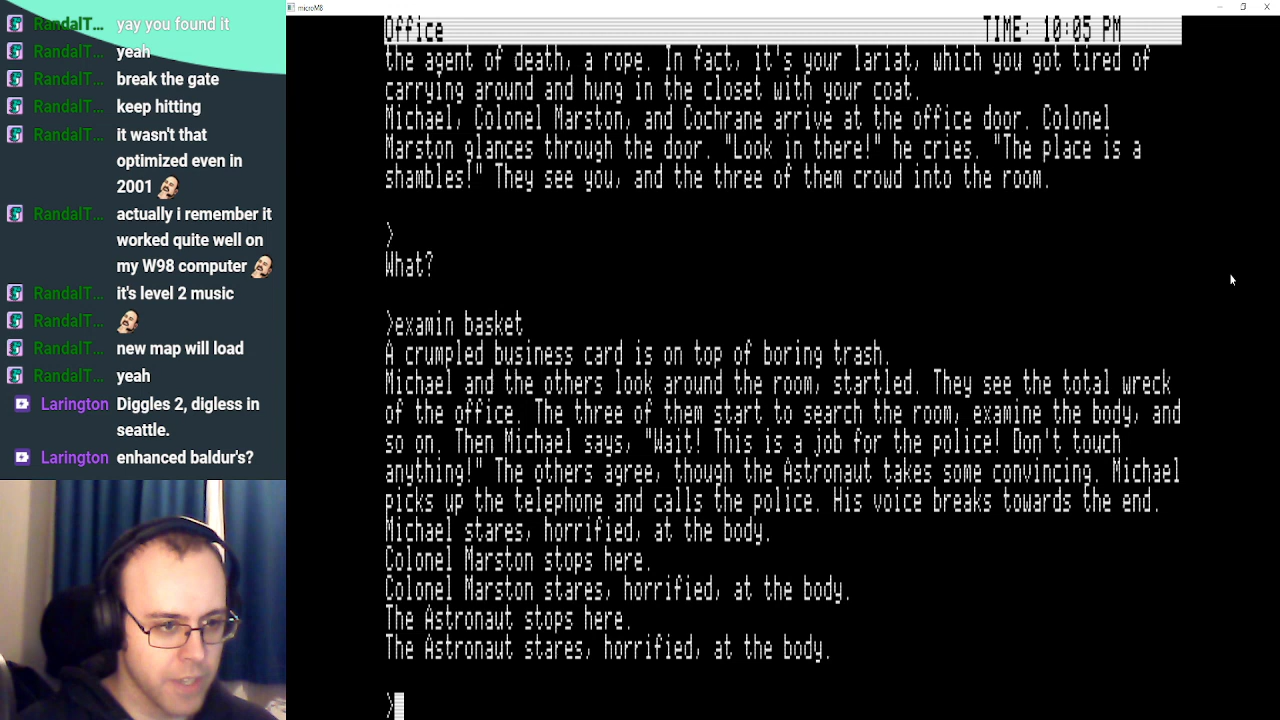 RandalT... yay you found it
RandalT... yeah
RandalT... break the gate
RandalT... keep hitting
RandalT... it wasn't that
optimized even in
2001
RandalT... actually i remember it
worked quite well on
my W98 computer
RandalT... it's level 2 music
RandalT...
RandalT... new map will load
RandalT... yeah
Larington Diggles 2, digless in
seattle.
Larington enhanced baldur's?
microM8
Office TIME: 10:05 PM
the agent of death, a rope. In fact, it's your lariat, which you got tired of
carrying around and hung in the closet with your coat.
Michael, Colonel Marston, and Cochrane arrive at the office door. Colonel
Marston glances through the door. "Look in there!" he cries. "The place is a
shambles!" They see you, and the three of them crowd into the room.
>
What?
>examin basket
A crumpled business card is on top of boring trash.
Michael and the others look around the room, startled. They see the total wreck
of the office. The three of them start to search the room, examine the body, and
so on. Then Michael says, "Wait! This is a job for the police! Don't touch
anything!" The others agree, though the Astronaut takes some convincing. Michael
picks up the telephone and calls the police. His voice breaks towards the end.
Michael stares, horrified, at the body.
Colonel Marston stops here.
Colonel Marston stares, horrified, at the body.
The Astronaut stops here.
The Astronaut stares, horrified, at the body.
>